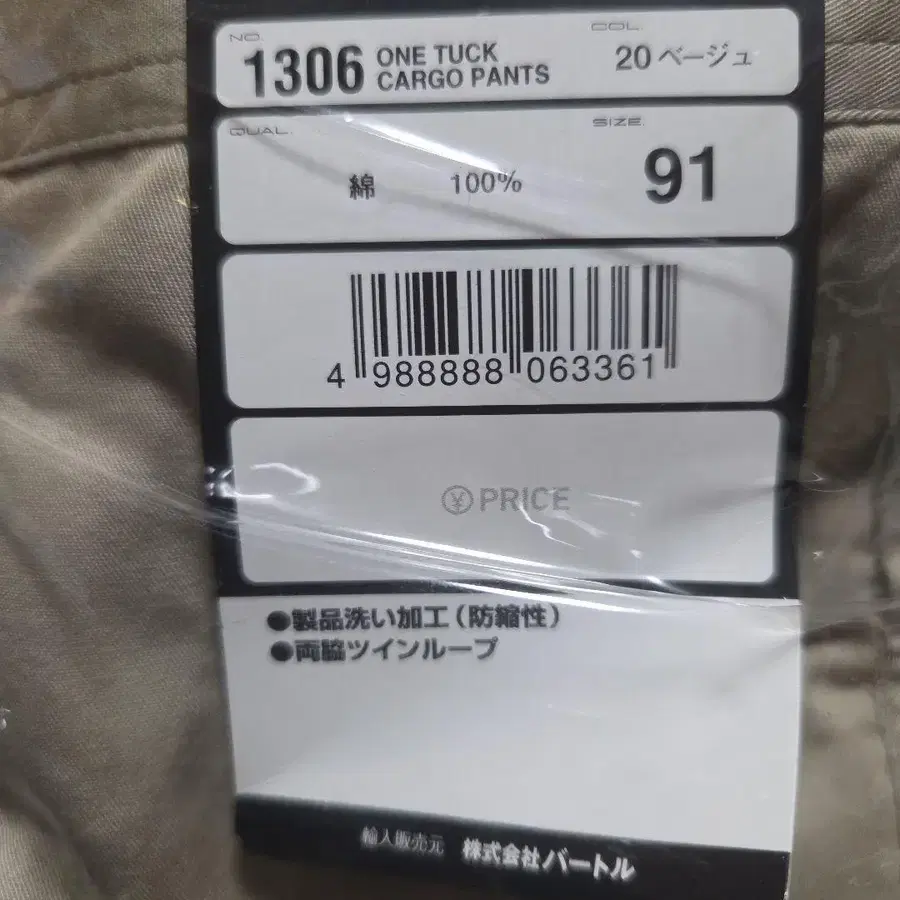 NO.
1306 ONE TUCK CARGO PANTS
COL.
20 ベージュ
QUAL.
綿 100%
SIZE.
91
4 988888 063361
¥ PRICE
●製品洗い加工(防縮性)
●両脇ツインループ
輸入販売元 株式会社バートル